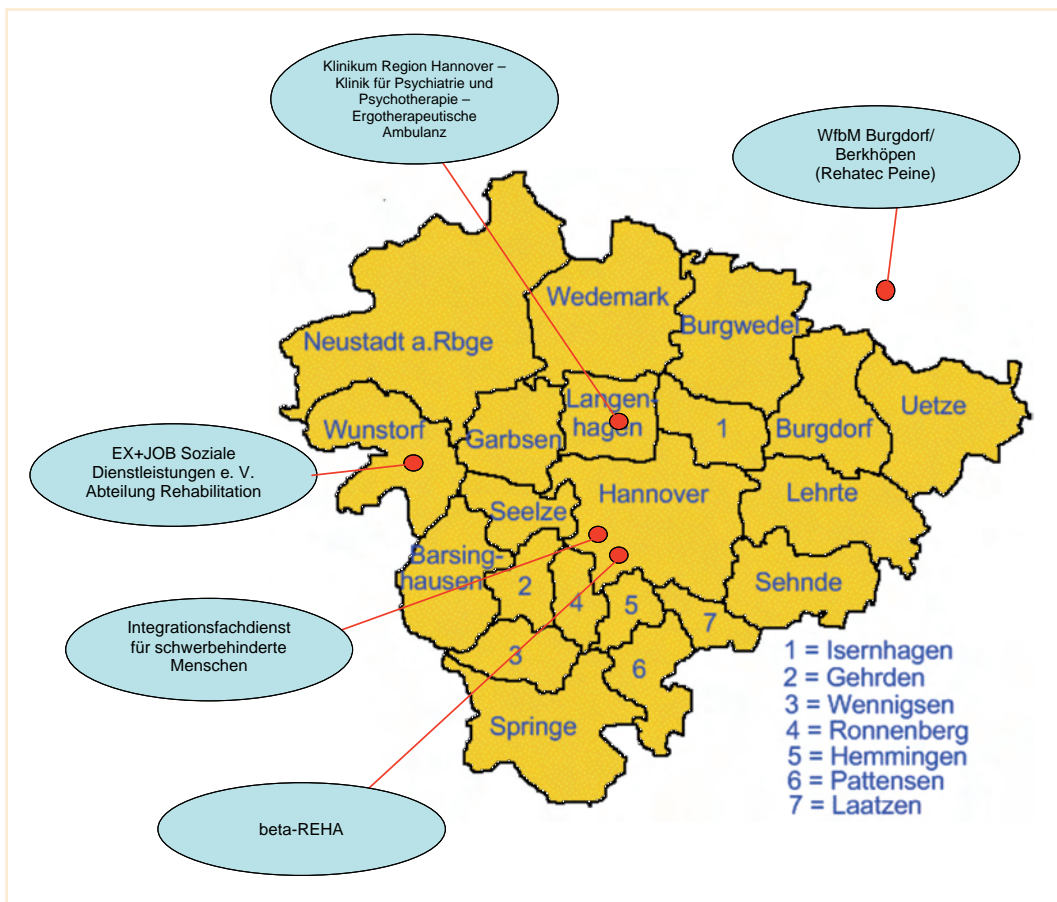 Klinikum Region Hannover –
Klinik für Psychiatrie und
Psychotherapie –
Ergotherapeutische
Ambulanz
WfbM Burgdorf/
Berkhöpen
(Rehatec Peine)
Wedemark
Burgwedel
Neustadt a.Rbge
Langen-
hagen
Uetze
Wunstorf
Garbsen
1
Burgdorf
EX+JOB Soziale
Dienstleistungen e. V.
Abteilung Rehabilitation
Hannover
Lehrte
Seelze
Barsing-
hausen
2
4
5
7
Sehnde
Integrationsfachdienst
für schwerbehinderte
Menschen
3
6
Springe
1 = Isernhagen
2 = Gehrden
3 = Wennigsen
4 = Ronnenberg
5 = Hemmingen
6 = Pattensen
7 = Laatzen
beta-REHA